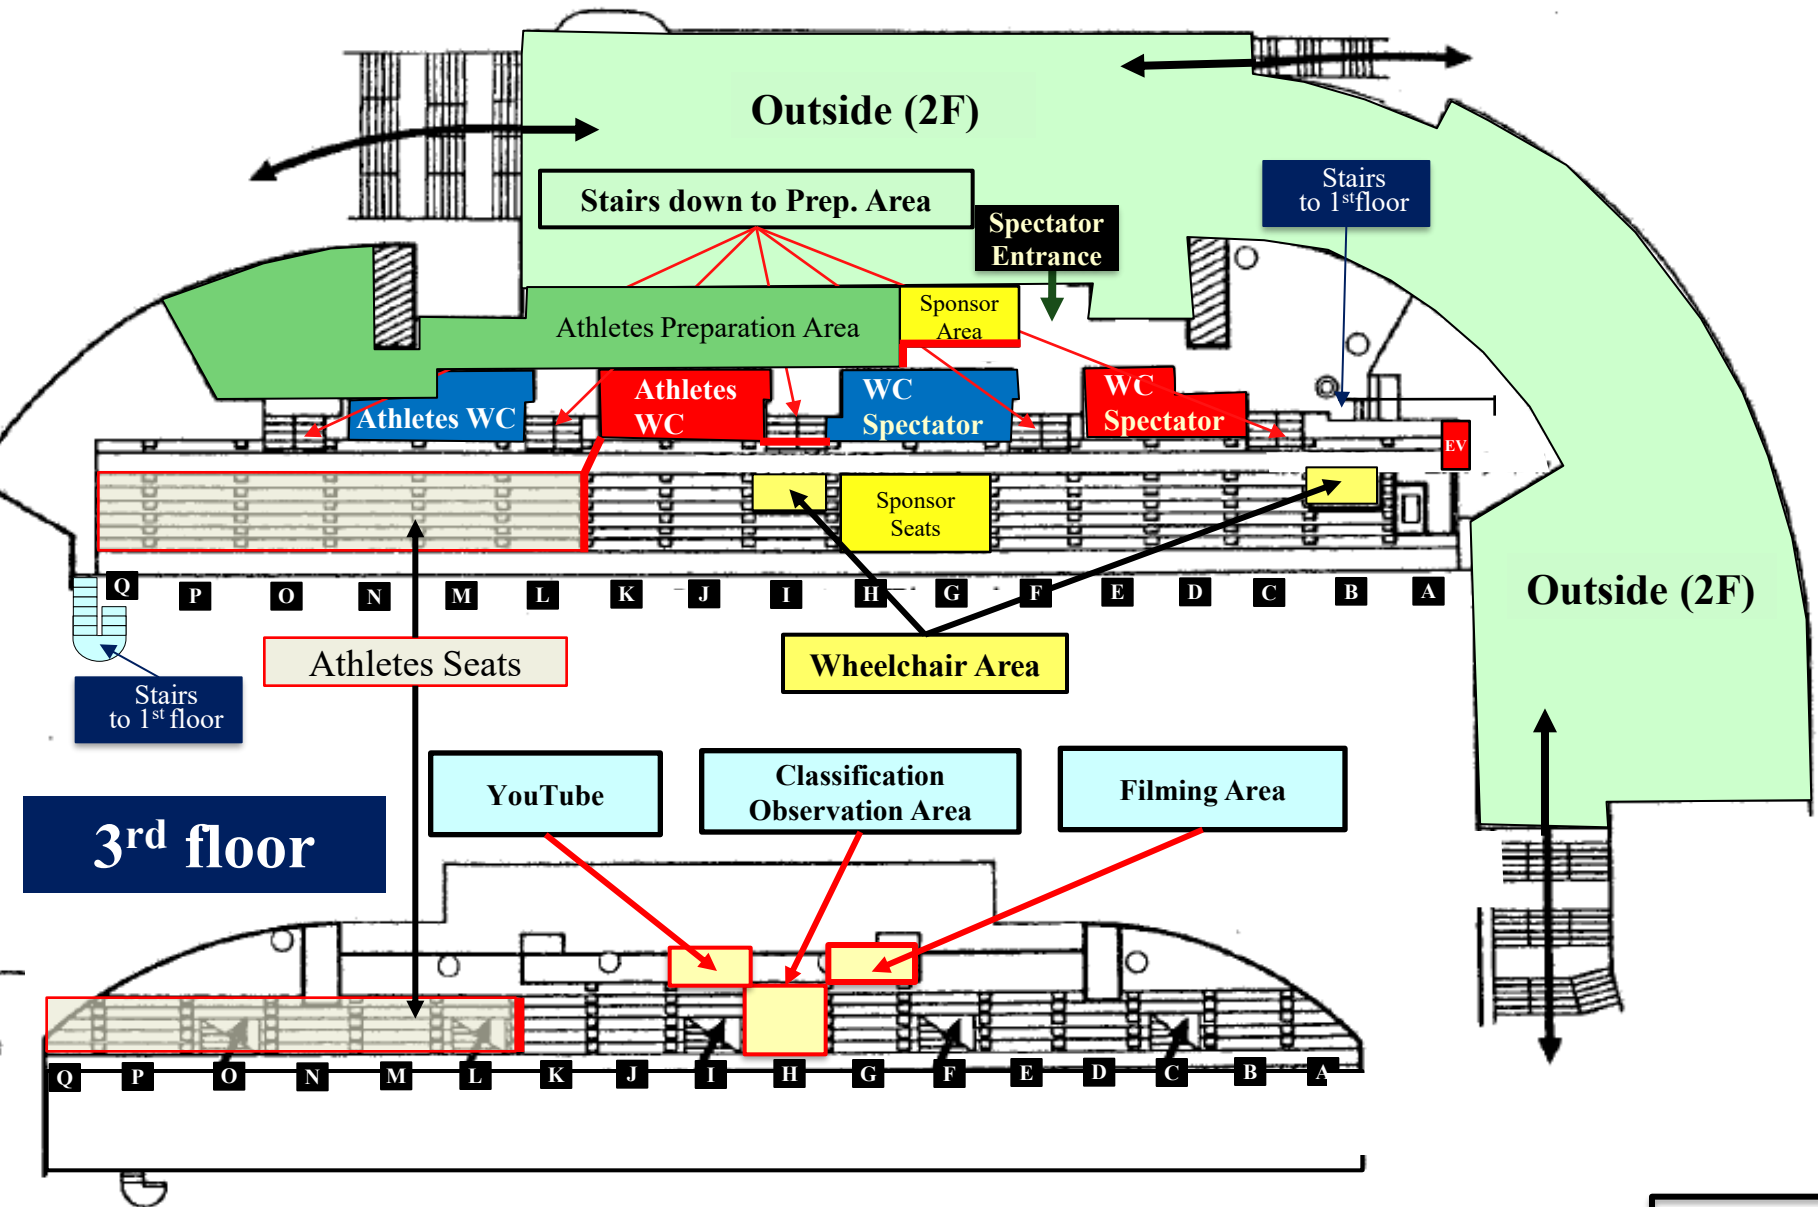 Outside (2F)
Stairs down to Prep. Area
Spectator
Entrance
Stairs
to 1st floor
Athletes Preparation Area
Sponsor
Area
Athletes WC
Athletes
WC
WC
Spectator
WC
Spectator
EV
Sponsor
Seats
Q P O N M L K J I H G F E D C B A
Outside (2F)
Athletes Seats
Wheelchair Area
Stairs
to 1st floor
YouTube
Classification
Observation Area
Filming Area
3rd floor
Q P O N M L K J I H G F E D C B A